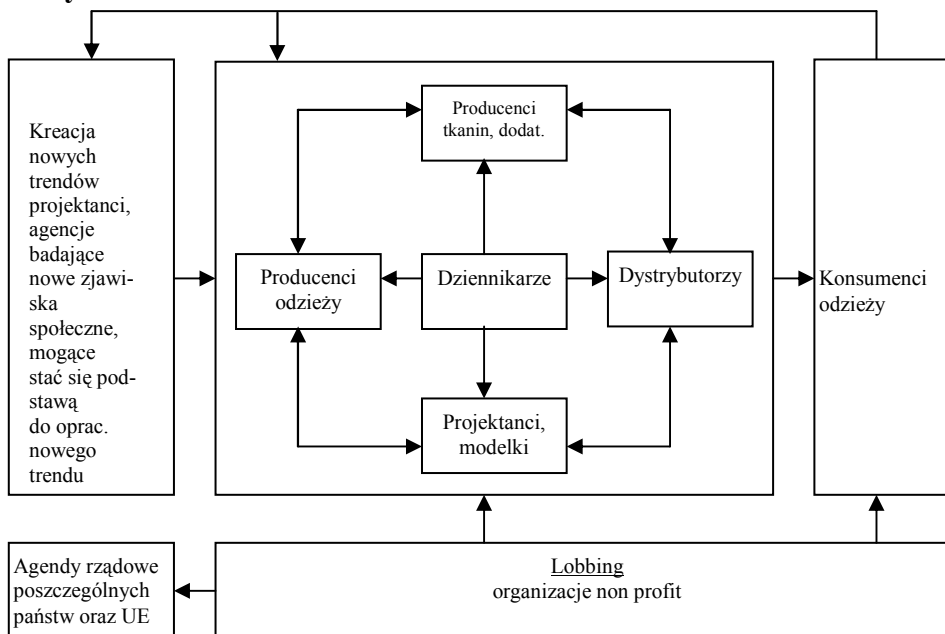 Kreacja
nowych
trendów
projektanci,
agencje
badające
nowe zjawi-
ska
społeczne,
mogące
stać się pod-
stawą
do oprac.
nowego
trendu
Producenci
tkanin, dodat.
Producenci
odzieży
Dziennikarze
Dystrybutorzy
Projektanci,
modelki
Konsumenci
odzieży
Agendy rządowe
poszczególnych
państw oraz UE
Lobbing
organizacje non profit